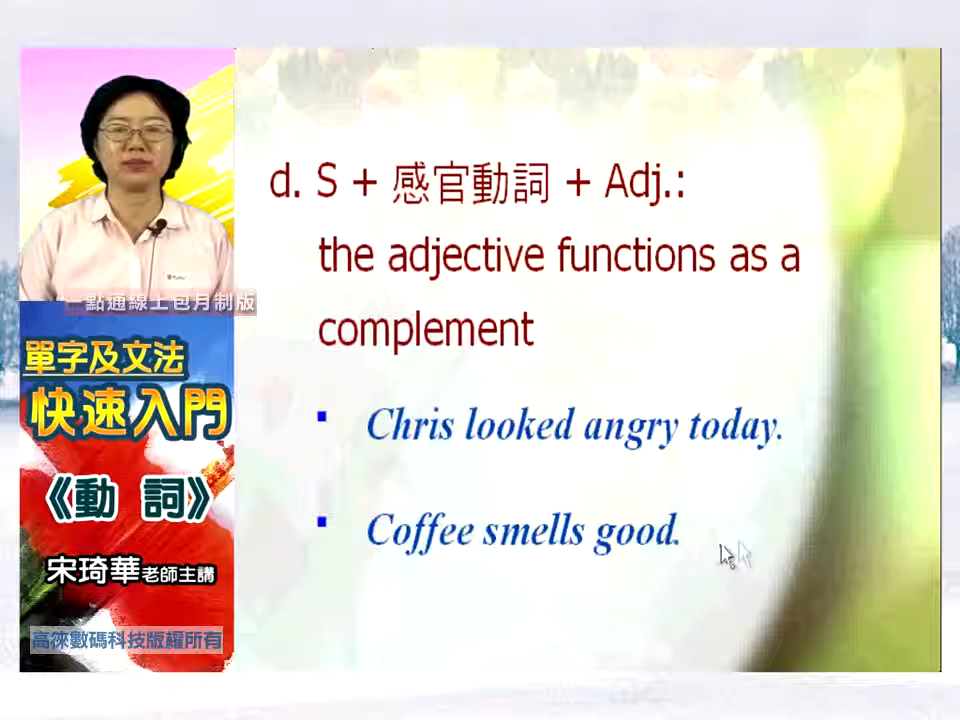 d. S + 感官動詞 + Adj.:
the adjective functions as a
complement
Chris looked angry today.
Coffee smells good.
一點通線上包月制版
單字及文法
快速入門
《動 詞》
宋琦華老師主講
高徠數碼科技版權所有